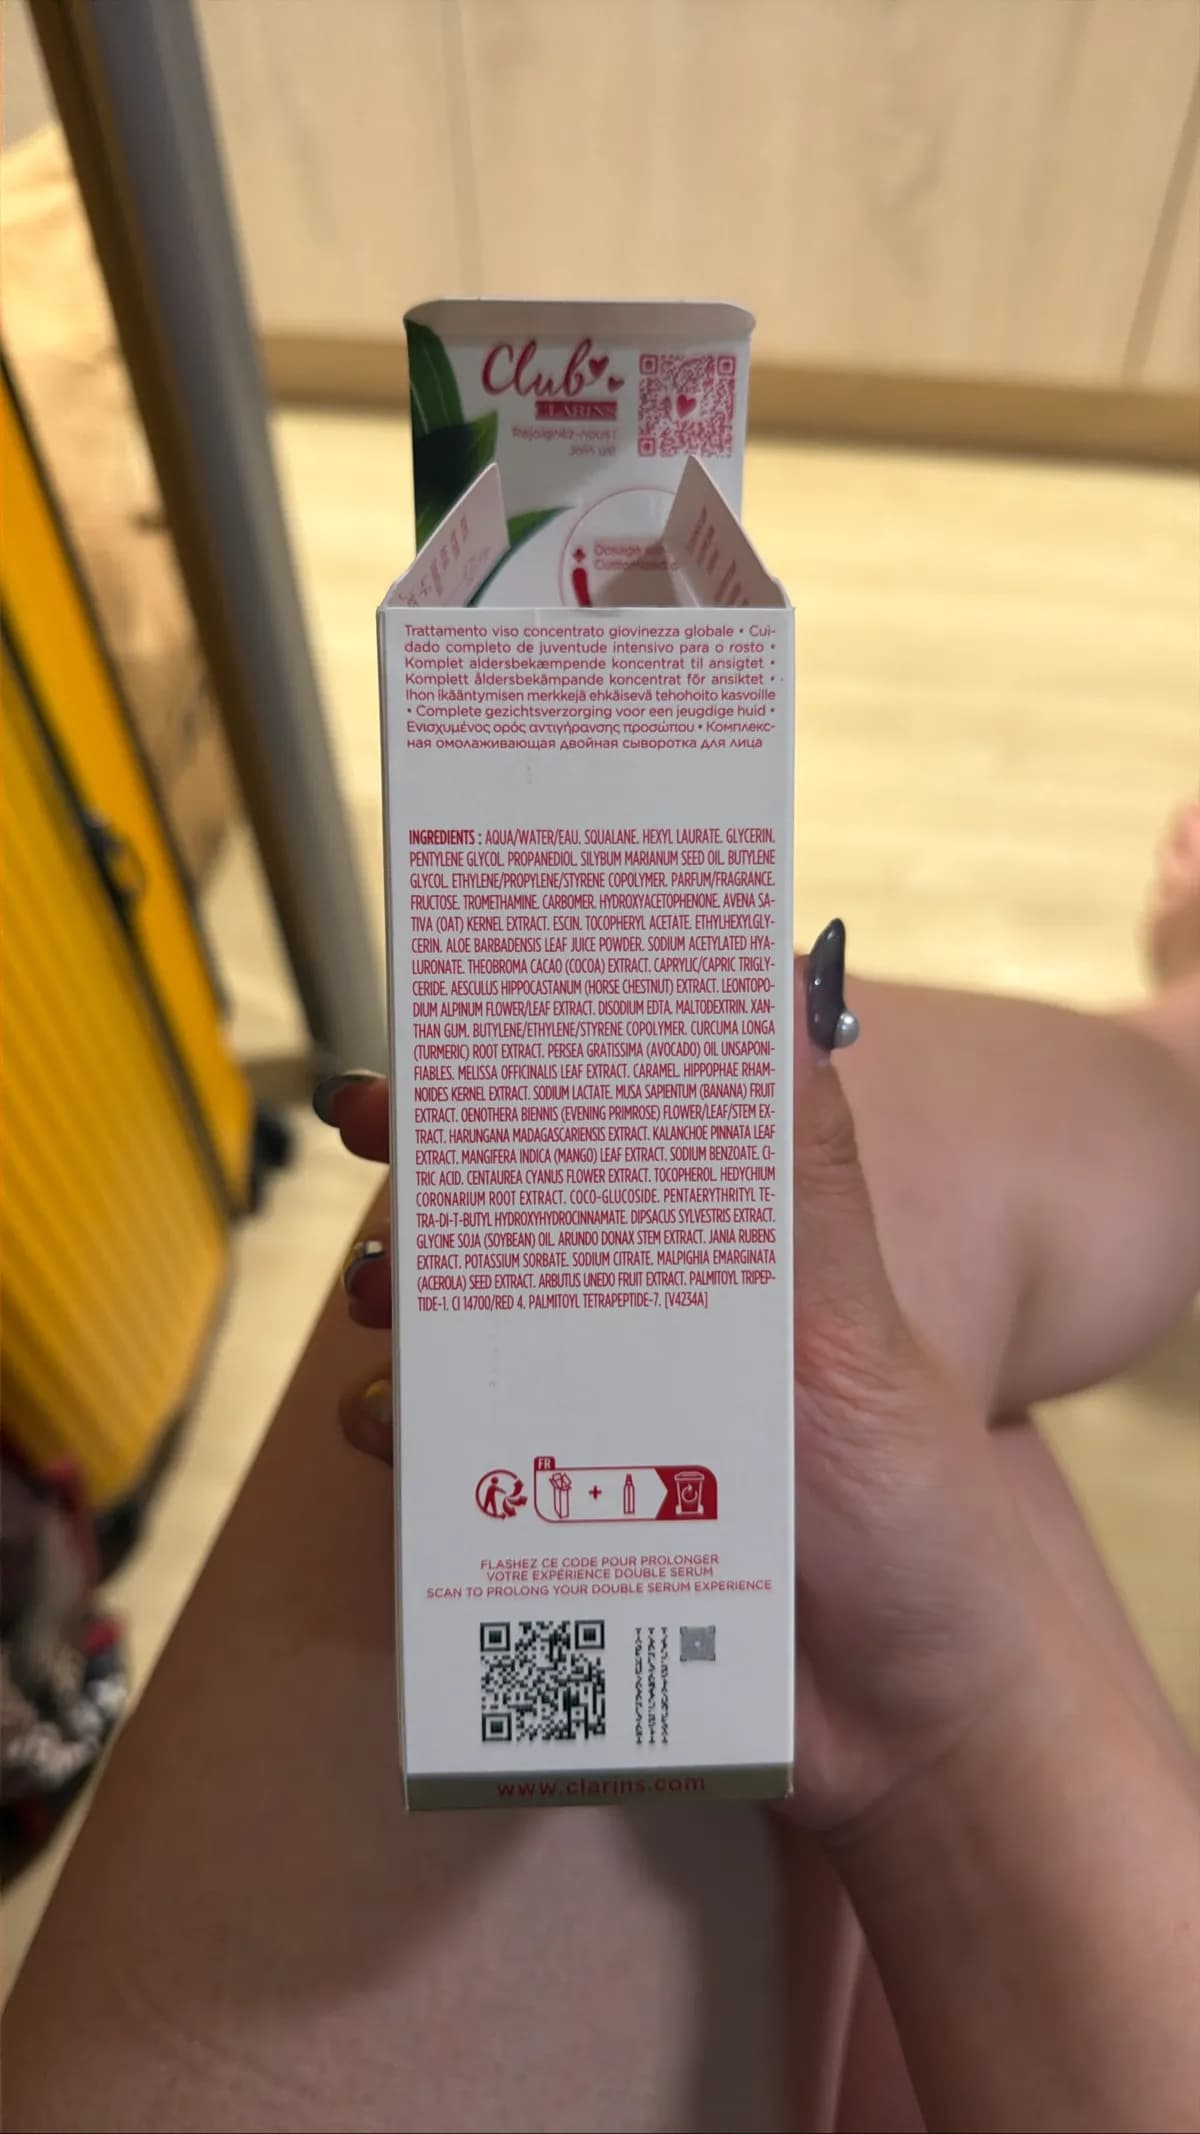 Club
CLARINS
Rejoignez-nous !
Join us!
Dosage
Trattamento viso concentrato giovinezza globale • Cui-
dado completo de juventude intensivo para o rosto •
Komplet aldersbekæmpende koncentrat til ansigtet •
Komplett åldersbekämpande koncentrat för ansiktet •
Ihon ikääntymisen merkkejä ehkäisevä tehohoito kasvoille
• Complete gezichtsverzorging voor een jeugdige huid •
Ενισχυμένος ορός αντιγήρανσης προσώπου • Комплекс-
ная омолаживающая двойная сыворотка для лица
INGREDIENTS : AQUA/WATER/EAU. SQUALANE. HEXYL LAURATE. GLYCERIN.
PENTYLENE GLYCOL. PROPANEDIOL. SILYBUM MARIANUM SEED OIL. BUTYLENE
GLYCOL. ETHYLENE/PROPYLENE/STYRENE COPOLYMER. PARFUM/FRAGRANCE.
FRUCTOSE. TROMETHAMINE. CARBOMER. HYDROXYACETOPHENONE. AVENA SA-
TIVA (OAT) KERNEL EXTRACT. ESCIN. TOCOPHERYL ACETATE. ETHYLHEXYLGLY-
CERIN. ALOE BARBADENSIS LEAF JUICE POWDER. SODIUM ACETYLATED HYA-
LURONATE. THEOBROMA CACAO (COCOA) EXTRACT. CAPRYLIC/CAPRIC TRIGLY-
CERIDE. AESCULUS HIPPOCASTANUM (HORSE CHESTNUT) EXTRACT. LEONTOPO-
DIUM ALPINUM FLOWER/LEAF EXTRACT. DISODIUM EDTA. MALTODEXTRIN. XAN-
THAN GUM. BUTYLENE/ETHYLENE/STYRENE COPOLYMER. CURCUMA LONGA
(TURMERIC) ROOT EXTRACT. PERSEA GRATISSIMA (AVOCADO) OIL UNSAPONI-
FIABLES. MELISSA OFFICINALIS LEAF EXTRACT. CARAMEL. HIPPOPHAE RHAM-
NOIDES KERNEL EXTRACT. SODIUM LACTATE. MUSA SAPIENTUM (BANANA) FRUIT
EXTRACT. OENOTHERA BIENNIS (EVENING PRIMROSE) FLOWER/LEAF/STEM EX-
TRACT. HARUNGANA MADAGASCARIENSIS EXTRACT. KALANCHOE PINNATA LEAF
EXTRACT. MANGIFERA INDICA (MANGO) LEAF EXTRACT. SODIUM BENZOATE. CI-
TRIC ACID. CENTAUREA CYANUS FLOWER EXTRACT. TOCOPHEROL. HEDYCHIUM
CORONARIUM ROOT EXTRACT. COCO-GLUCOSIDE. PENTAERYTHRITYL TE-
TRA-DI-T-BUTYL HYDROXYHYDROCINNAMATE. DIPSACUS SYLVESTRIS EXTRACT.
GLYCINE SOJA (SOYBEAN) OIL. ARUNDO DONAX STEM EXTRACT. JANIA RUBENS
EXTRACT. POTASSIUM SORBATE. SODIUM CITRATE. MALPIGHIA EMARGINATA
(ACEROLA) SEED EXTRACT. ARBUTUS UNEDO FRUIT EXTRACT. PALMITOYL TRIPEP-
TIDE-1. CI 14700/RED 4. PALMITOYL TETRAPEPTIDE-7. [V4234A]
FR
+
FLASHEZ CE CODE POUR PROLONGER
VOTRE EXPÉRIENCE DOUBLE SERUM
SCAN TO PROLONG YOUR DOUBLE SERUM EXPERIENCE
www.clarins.com